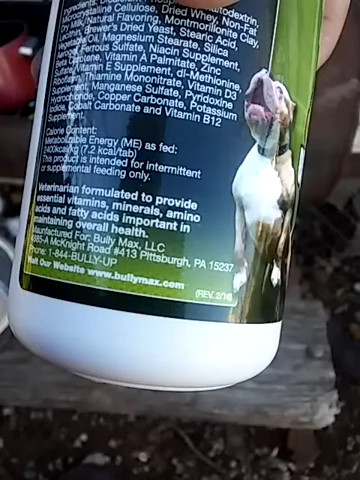 Microcrystalline Cellulose, Dried Whey, Non-Fat
Dry Milk, Natural Flavoring, Montmorillonite Clay,
Brewer's Dried Yeast, Stearic Acid,
Vegetable Oil, Magnesium Stearate, Silica
Ferrous Sulfate, Niacin Supplement,
Beta Carotene, Vitamin A Palmitate, Zinc
Sulfate, Vitamin E Supplement, dl-Methionine,
Riboflavin, Thiamine Mononitrate, Vitamin D3
Supplement, Manganese Sulfate, Pyridoxine
Hydrochloride, Copper Carbonate, Potassium
Iodide, Cobalt Carbonate and Vitamin B12
Supplement.
Calorie Content:
Metabolizable Energy (ME) as fed:
2400kcal/kg (7.2 kcal/tab)
This product is intended for intermittent
or supplemental feeding only.
Veterinarian formulated to provide
essential vitamins, minerals, amino
acids and fatty acids important in
maintaining overall health.
Manufactured For: Bully Max, LLC
4885-A McKnight Road #413 Pittsburgh, PA 15237
Phone: 1-844-BULLY-UP
Visit Our Website www.bullymax.com
(REV. 2/16)